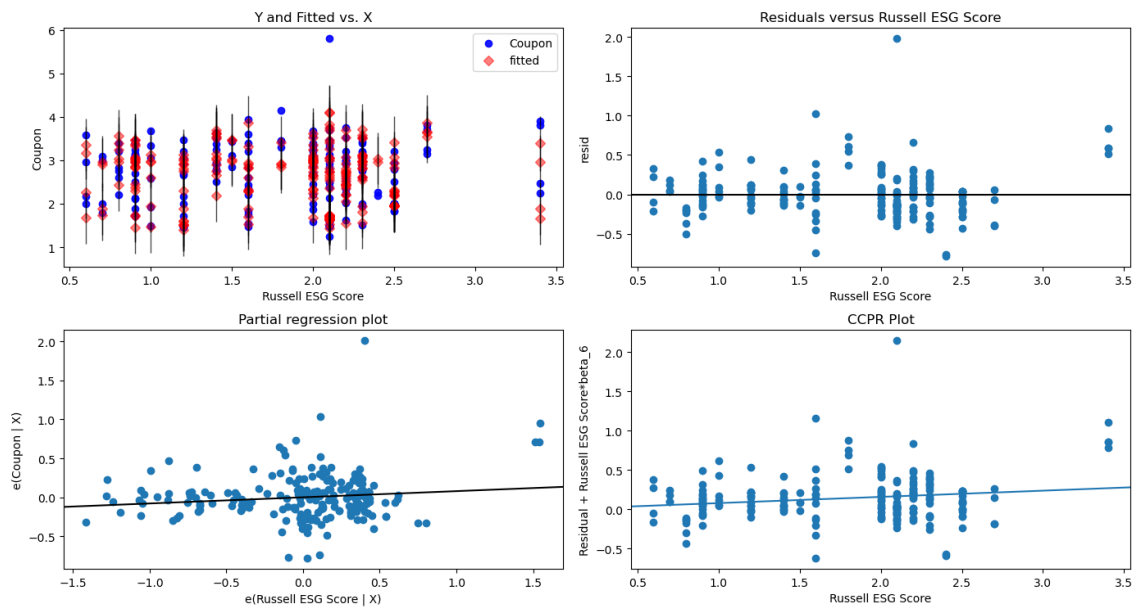 Y and Fitted vs. X
6
5
4
3
2
1
Coupon
Coupon
fitted
0.5 1.0 1.5 2.0 2.5 3.0 3.5
Russell ESG Score
Residuals versus Russell ESG Score
2.0
1.5
1.0
0.5
0.0
−0.5
resid
0.5 1.0 1.5 2.0 2.5 3.0 3.5
Russell ESG Score
Partial regression plot
2.0
1.5
1.0
0.5
0.0
−0.5
e(Coupon | X)
−1.5 −1.0 −0.5 0.0 0.5 1.0 1.5
e(Russell ESG Score | X)
CCPR Plot
2.0
1.5
1.0
0.5
0.0
−0.5
Residual + Russell ESG Score*beta_6
0.5 1.0 1.5 2.0 2.5 3.0 3.5
Russell ESG Score